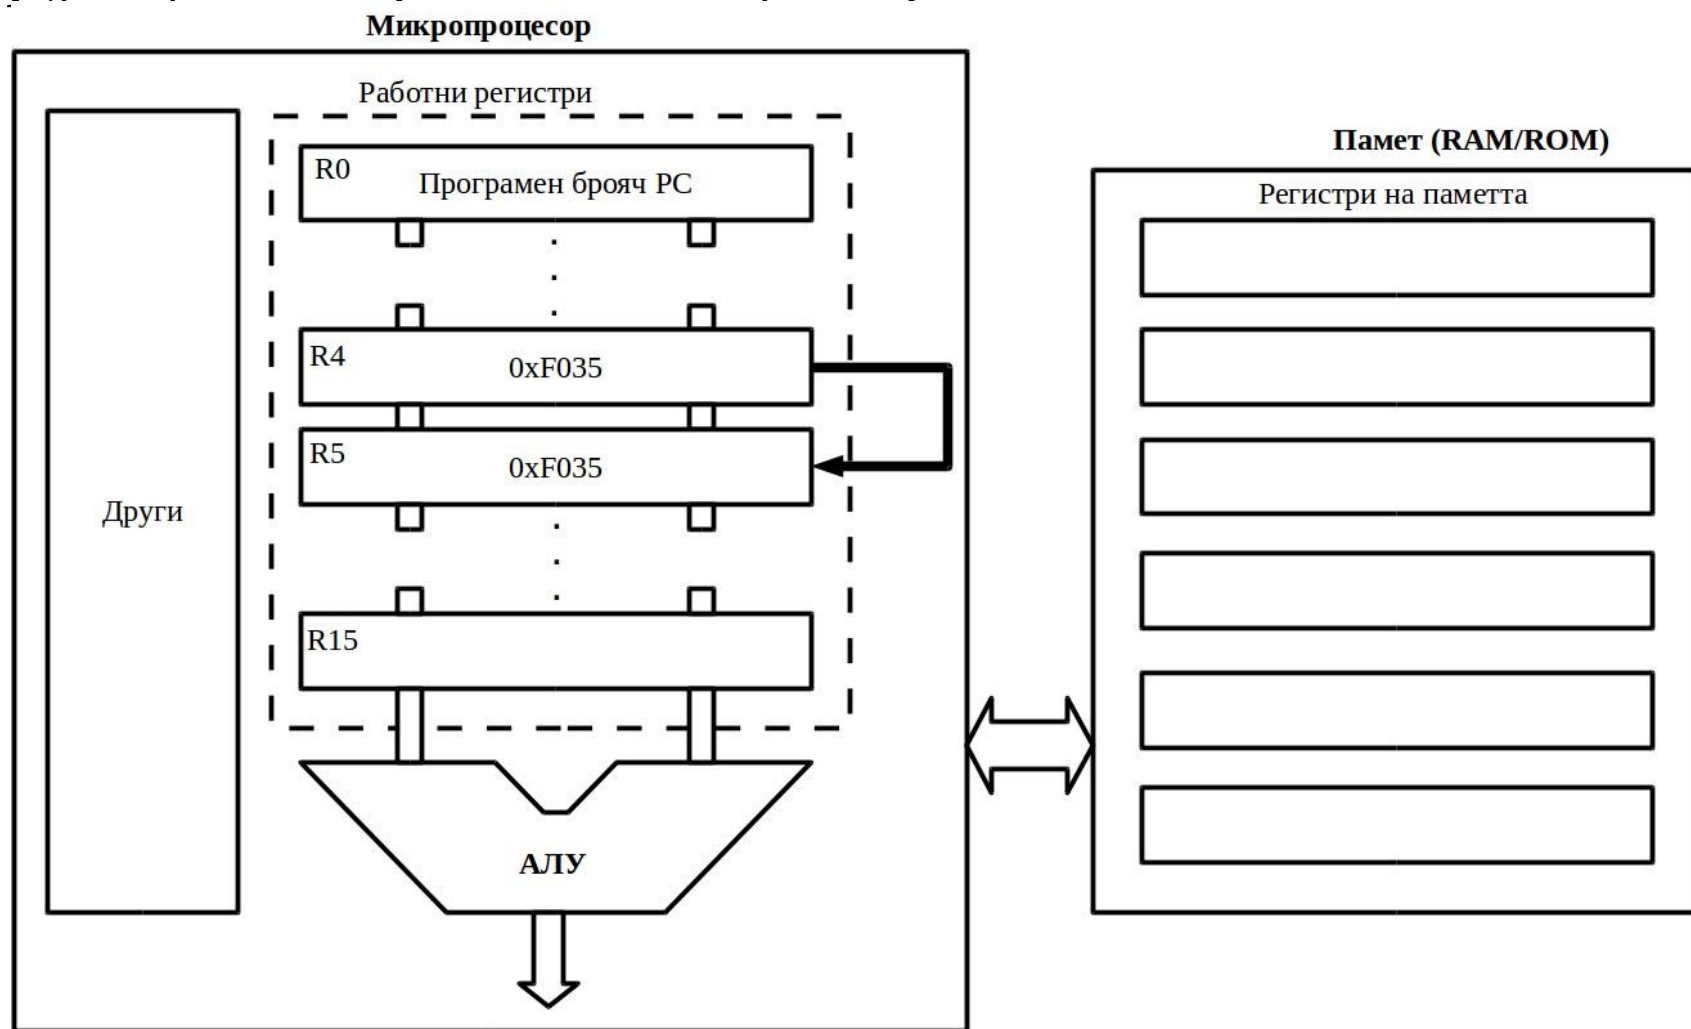 Микропроцесор
Работни регистри
R0
Програмен брояч PC
R4
0xF035
R5
0xF035
R15
Други
АЛУ
Памет (RAM/ROM)
Регистри на паметта